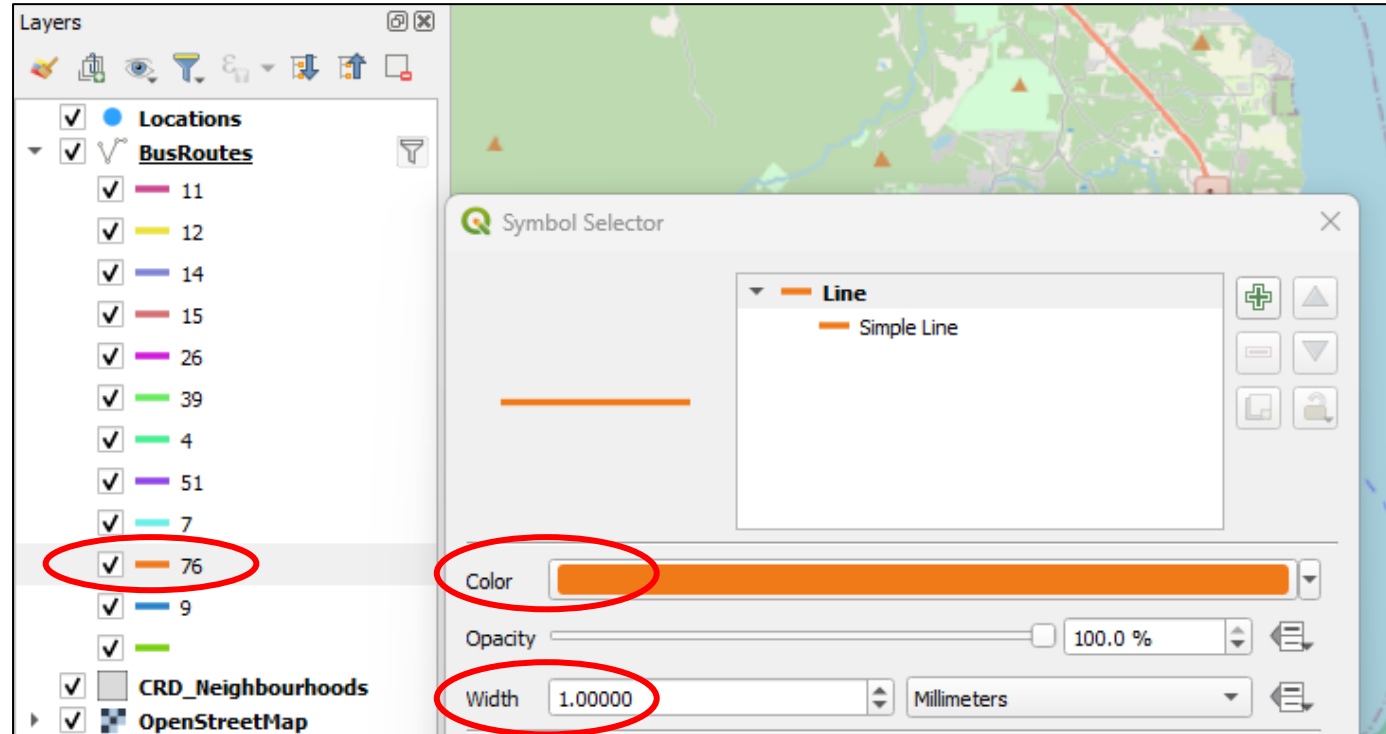 Layers
Locations
BusRoutes
11
12
14
15
26
39
4
51
7
76
9
CRD_Neighbourhoods
OpenStreetMap
Symbol Selector
Line
Simple Line
Color
Opacity 100.0 %
Width 1.00000 Millimeters